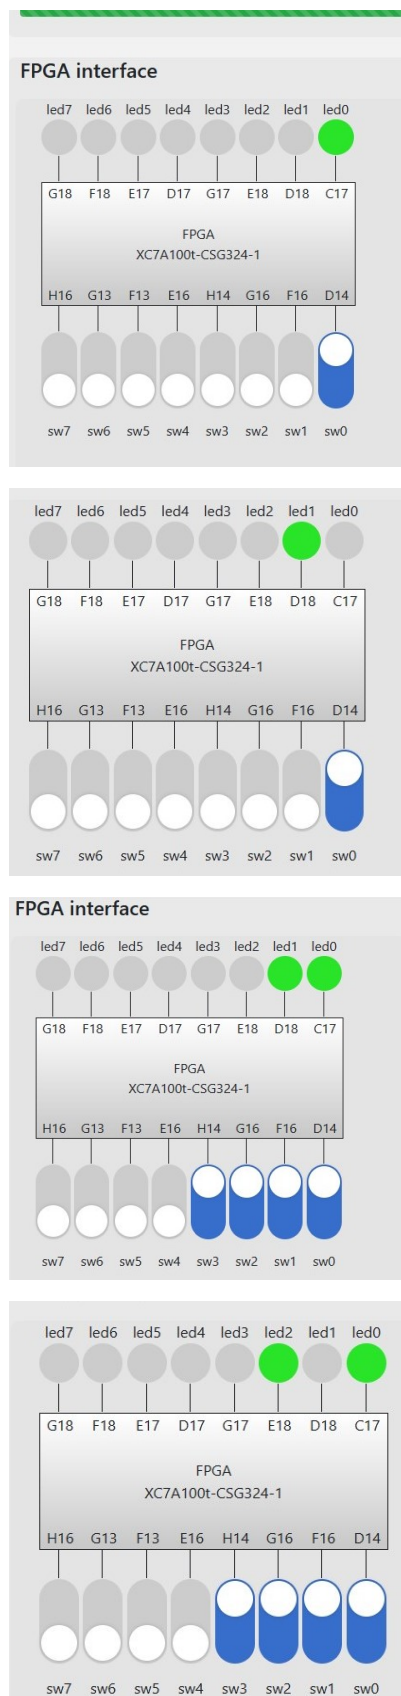 FPGA interface
led7 led6 led5 led4 led3 led2 led1 led0
G18 F18 E17 D17 G17 E18 D18 C17
FPGA
XC7A100t-CSG324-1
H16 G13 F13 E16 H14 G16 F16 D14
sw7 sw6 sw5 sw4 sw3 sw2 sw1 sw0
led7 led6 led5 led4 led3 led2 led1 led0
G18 F18 E17 D17 G17 E18 D18 C17
FPGA
XC7A100t-CSG324-1
H16 G13 F13 E16 H14 G16 F16 D14
sw7 sw6 sw5 sw4 sw3 sw2 sw1 sw0
FPGA interface
led7 led6 led5 led4 led3 led2 led1 led0
G18 F18 E17 D17 G17 E18 D18 C17
FPGA
XC7A100t-CSG324-1
H16 G13 F13 E16 H14 G16 F16 D14
sw7 sw6 sw5 sw4 sw3 sw2 sw1 sw0
led7 led6 led5 led4 led3 led2 led1 led0
G18 F18 E17 D17 G17 E18 D18 C17
FPGA
XC7A100t-CSG324-1
H16 G13 F13 E16 H14 G16 F16 D14
sw7 sw6 sw5 sw4 sw3 sw2 sw1 sw0